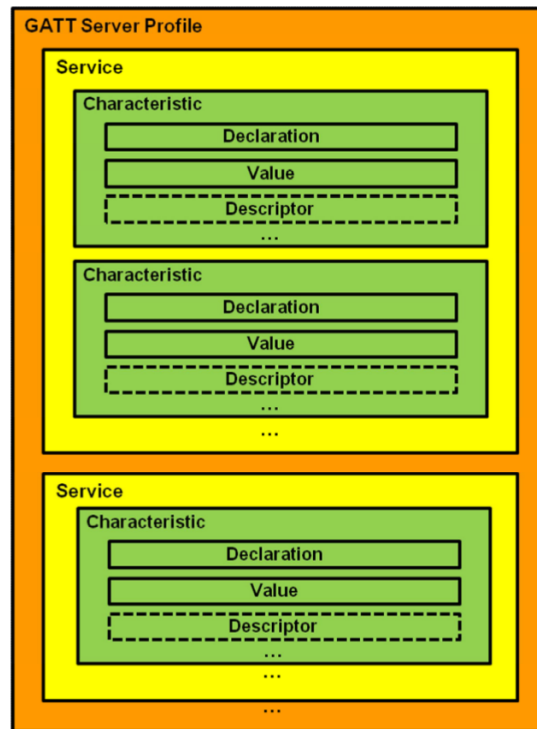 GATT Server Profile
Service
Characteristic
Declaration
Value
Descriptor
...
Characteristic
Declaration
Value
Descriptor
...
...
Service
Characteristic
Declaration
Value
Descriptor
...
...
...